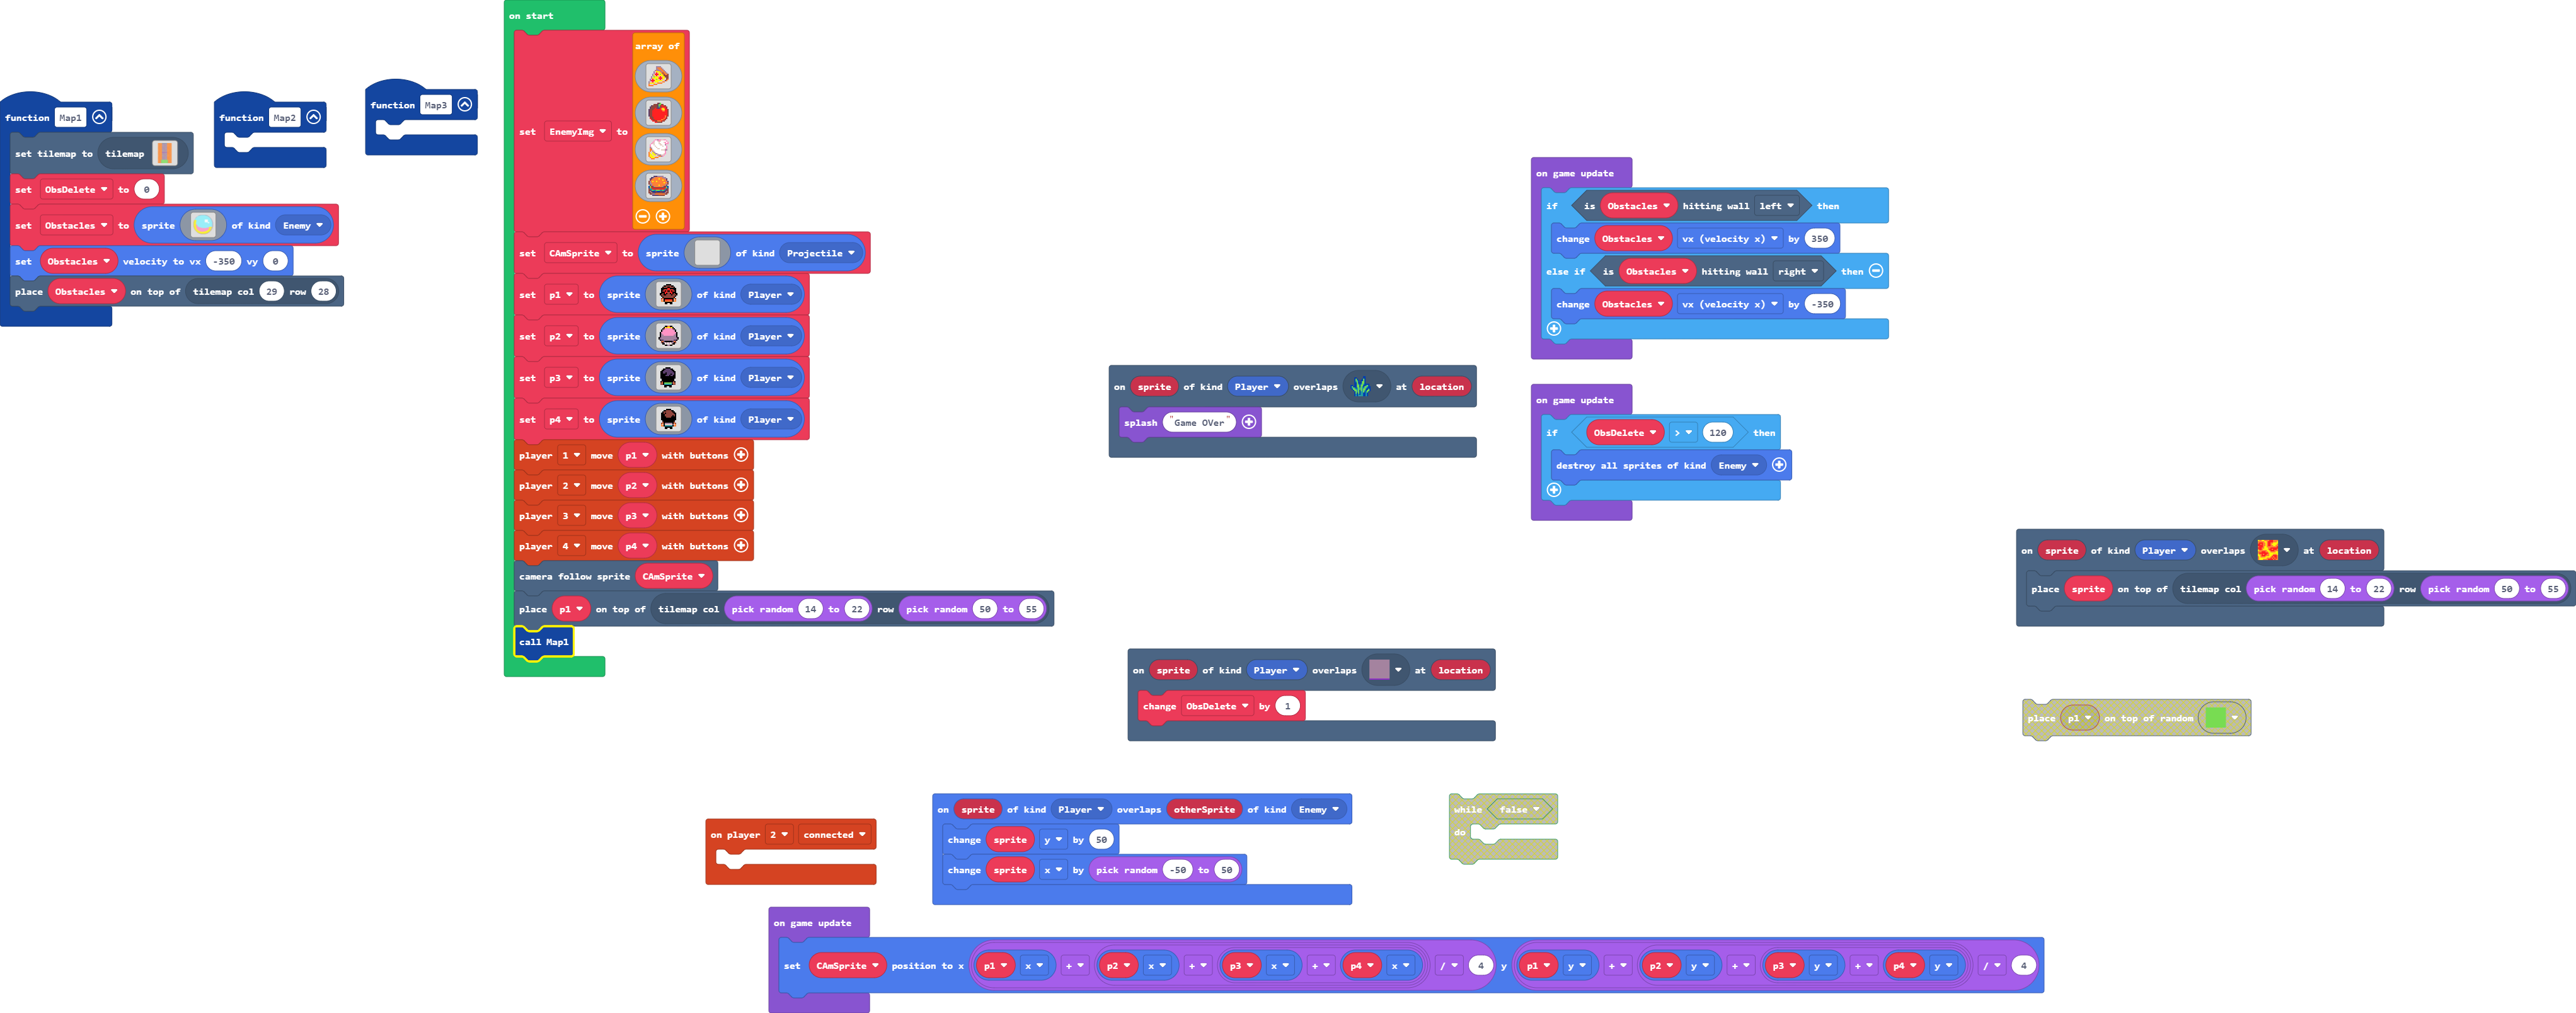 function Map1
set tilemap to tilemap
set ObsDelete to 0
set Obstacles to sprite of kind Enemy
set Obstacles velocity to vx -350 vy 0
place Obstacles on top of tilemap col 29 row 28
function Map2
function Map3
on start
set EnemyImg to array of
set CAmSprite to sprite of kind Projectile
set p1 to sprite of kind Player
set p2 to sprite of kind Player
set p3 to sprite of kind Player
set p4 to sprite of kind Player
player 1 move p1 with buttons
player 2 move p2 with buttons
player 3 move p3 with buttons
player 4 move p4 with buttons
camera follow sprite CAmSprite
place p1 on top of tilemap col pick random 14 to 22 row pick random 50 to 55
call Map1
on sprite of kind Player overlaps at location
splash "Game OVer"
on game update
if is Obstacles hitting wall left then
change Obstacles vx (velocity x) by 350
else if is Obstacles hitting wall right then
change Obstacles vx (velocity x) by -350
on game update
if ObsDelete > 120 then
destroy all sprites of kind Enemy
on sprite of kind Player overlaps at location
place sprite on top of tilemap col pick random 14 to 22 row pick random 50 to 55
on sprite of kind Player overlaps at location
change ObsDelete by 1
place p1 on top of random
on player 2 connected
on sprite of kind Player overlaps otherSprite of kind Enemy
change sprite y by 50
change sprite x by pick random -50 to 50
while false
do
on game update
set CAmSprite position to x p1 x + p2 x + p3 x + p4 x / 4 y p1 y + p2 y + p3 y + p4 y / 4